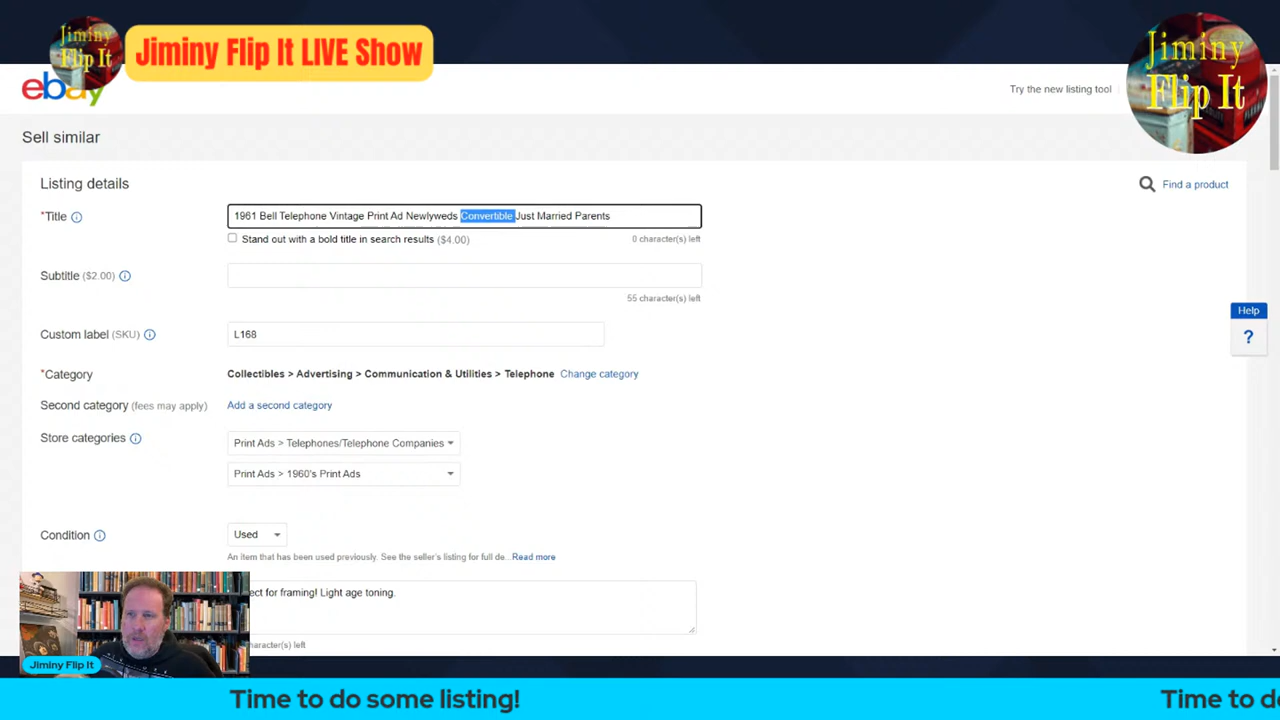 Jiminy Flip It
Jiminy Flip It LIVE Show
Jiminy Flip It
ebay
Try the new listing tool
Sell similar
Listing details
Find a product
*Title
1961 Bell Telephone Vintage Print Ad Newlyweds Convertible Just Married Parents
Stand out with a bold title in search results ($4.00)
0 character(s) left
Subtitle ($2.00)
55 character(s) left
Help
?
Custom label (SKU)
L168
*Category
Collectibles > Advertising > Communication & Utilities > Telephone Change category
Second category (fees may apply)
Add a second category
Store categories
Print Ads > Telephones/Telephone Companies
Print Ads > 1960's Print Ads
Condition
Used
An item that has been used previously. See the seller's listing for full de... Read more
ect for framing! Light age toning.
haracter(s) left
Jiminy Flip It
Time to do some listing!
Time to d